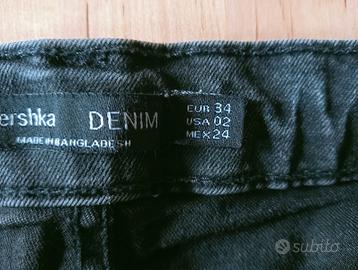 ershka DENIM
MADE IN BANGLADESH
EUR 34
USA 02
MEX 24
subito